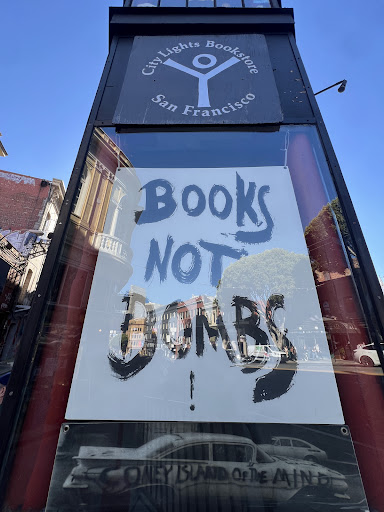 City Lights Bookstore
San Francisco
BOOKS
NOT
BOMBS
!
CONEY ISLAND OF THE MIND